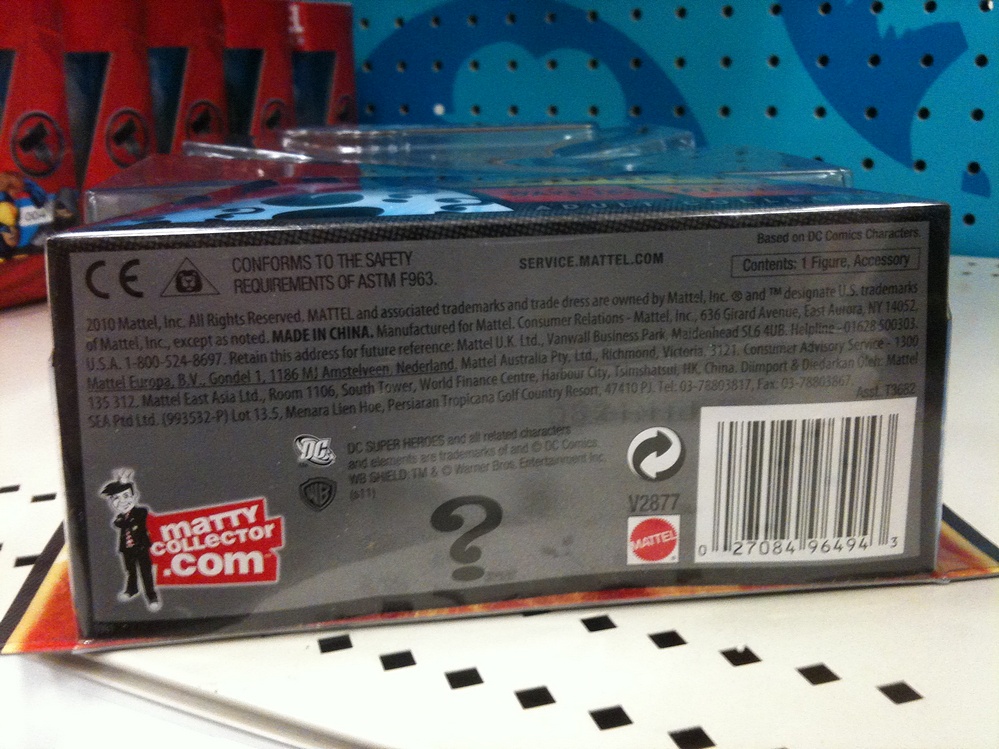 ADULT COLLE
CONFORMS TO THE SAFETY
REQUIREMENTS OF ASTM F963.
SERVICE.MATTEL.COM
Based on DC Comics Characters.
Contents: 1 Figure, Accessory
2010 Mattel, Inc. All Rights Reserved. MATTEL and associated trademarks and trade dress are owned by Mattel, Inc. ® and ™ designate U.S. trademarks
of Mattel, Inc., except as noted. MADE IN CHINA. Manufactured for Mattel. Consumer Relations - Mattel, Inc., 636 Girard Avenue, East Aurora, NY 14052,
U.S.A. 1-800-524-8697. Retain this address for future reference: Mattel U.K. Ltd., Vanwall Business Park, Maidenhead SL6 4UB. Helpline - 01628 500303.
Mattel Europa, B.V., Gondel 1, 1186 MJ Amstelveen, Nederland. Mattel Australia Pty., Ltd., Richmond, Victoria. 3121. Consumer Advisory Service - 1300
135 312. Mattel East Asia Ltd., Room 1106, South Tower, World Finance Centre, Harbour City, Tsimshatsui, HK, China. Diimport & Diedarkan Oleh: Mattel
SEA Ptd Ltd. (993532-P) Lot 13.5, Menara Lien Hoe, Persiaran Tropicana Golf Country Resort, 47410 PJ. Tel: 03-78803817, Fax: 03-78803867.
Asst. T3682
DC
DC SUPER HEROES and all related characters
and elements are trademarks of and © DC Comics.
WB SHIELD: TM & © Warner Bros. Entertainment Inc.
(s11)
WB
V2877
MATTEL
?
MATTY
COLLECTOR
.com
0 27084 96494 3